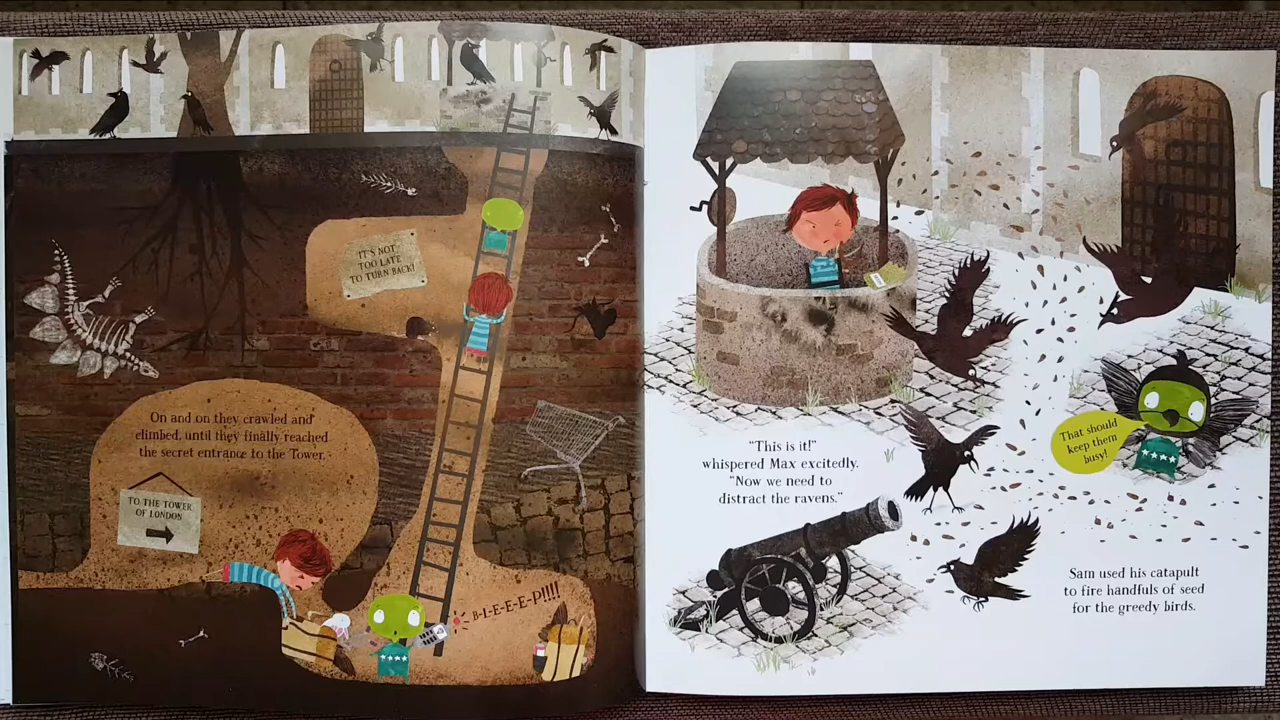 IT'S NOT
TOO LATE
TO TURN BACK!
On and on they crawled and
climbed, until they finally reached
the secret entrance to the Tower.
TO THE TOWER
OF LONDON
B-L-E-E-E-P!!!!
"This is it!"
whispered Max excitedly.
"Now we need to
distract the ravens."
That should
keep them
busy!
Sam used his catapult
to fire handfuls of seed
for the greedy birds.